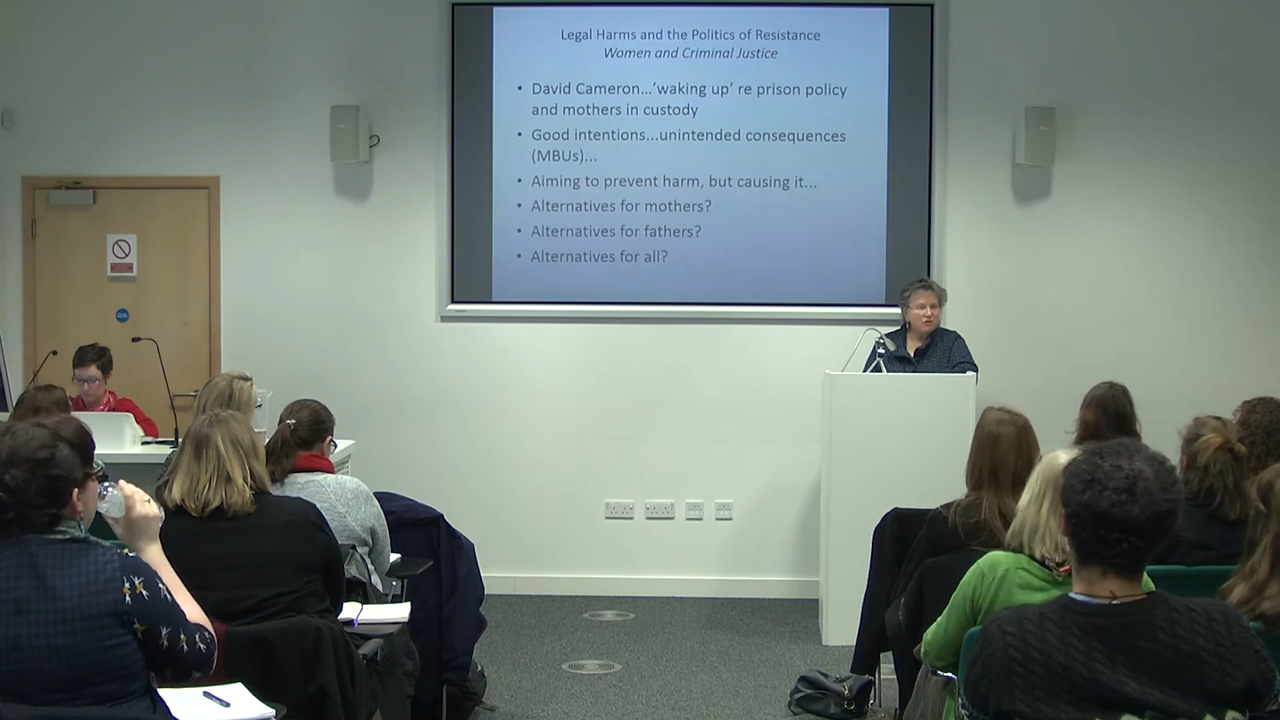 Legal Harms and the Politics of Resistance
Women and Criminal Justice
• David Cameron...'waking up' re prison policy
and mothers in custody
• Good intentions...unintended consequences
(MBUs)...
• Aiming to prevent harm, but causing it...
• Alternatives for mothers?
• Alternatives for fathers?
• Alternatives for all?